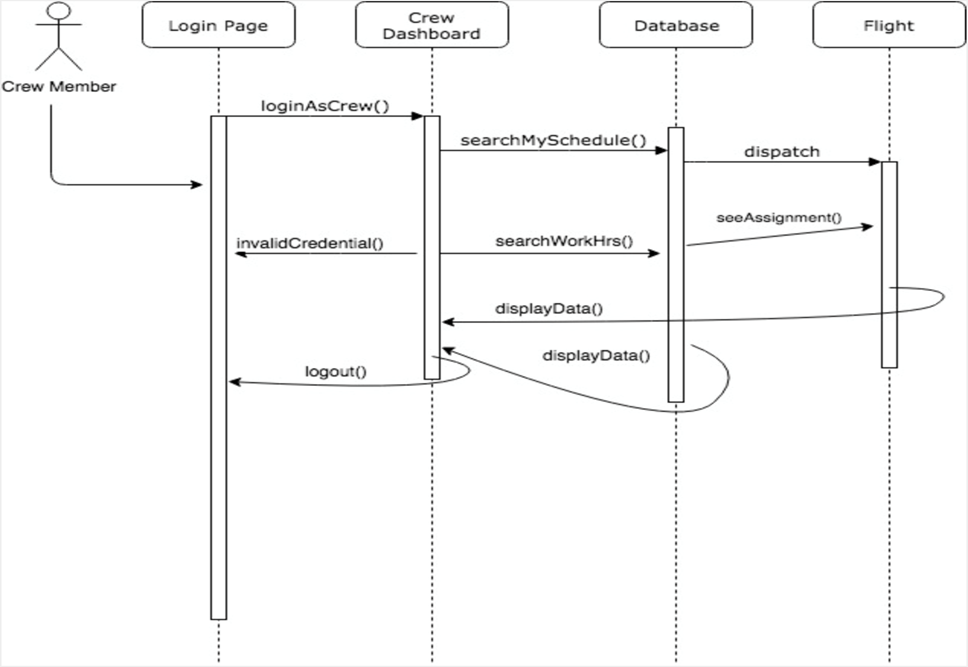 Login Page
Crew
Dashboard
Database
Flight
Crew Member
loginAsCrew()
searchMySchedule()
dispatch
seeAssignment()
invalidCredential()
searchWorkHrs()
displayData()
displayData()
logout()